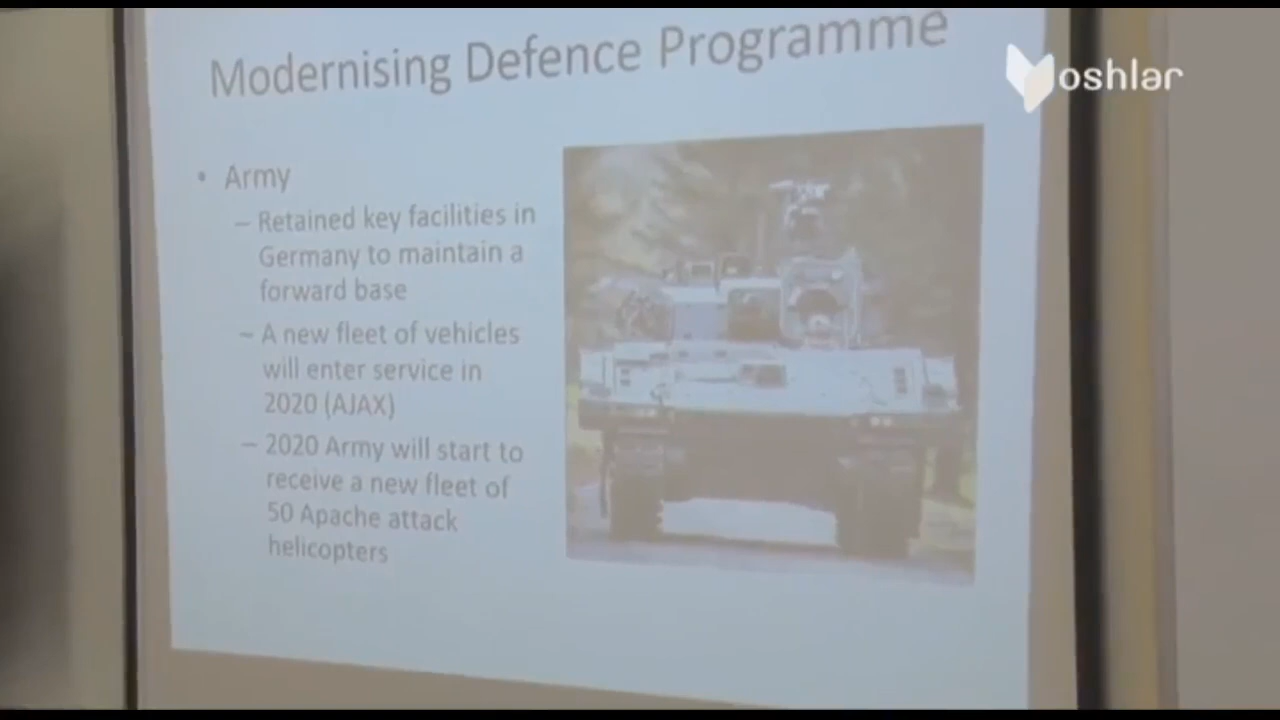 Modernising Defence Programme
oshlar
• Army
– Retained key facilities in
Germany to maintain a
forward base
– A new fleet of vehicles
will enter service in
2020 (AJAX)
– 2020 Army will start to
receive a new fleet of
50 Apache attack
helicopters